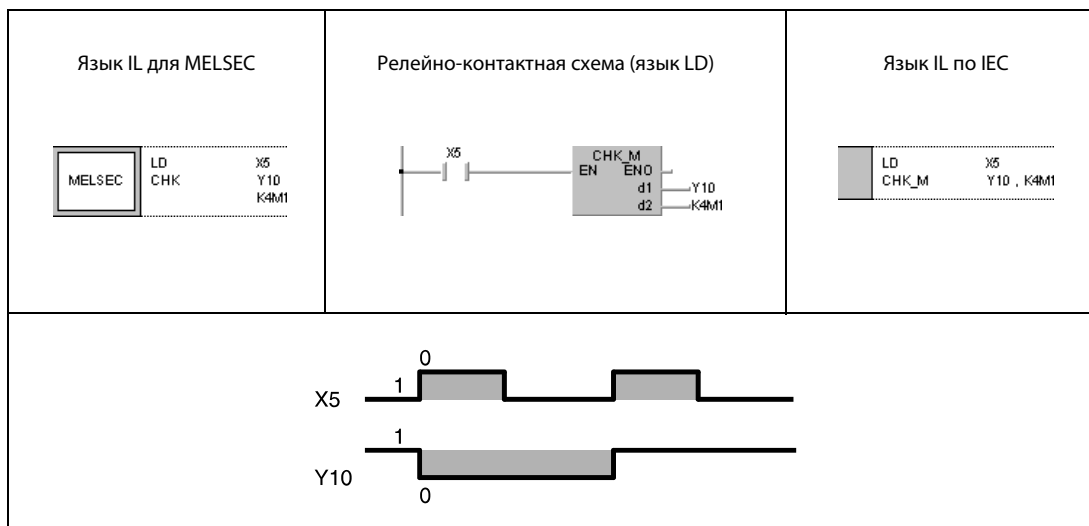 Язык IL для MELSEC
Релейно-контактная схема (язык LD)
Язык IL по IEC
MELSEC
LD X5
CHK Y10
K4M1
X5
CHK_M
EN ENO
d1 Y10
d2 K4M1
LD X5
CHK_M Y10 , K4M1
0
1
X5
1
Y10
0